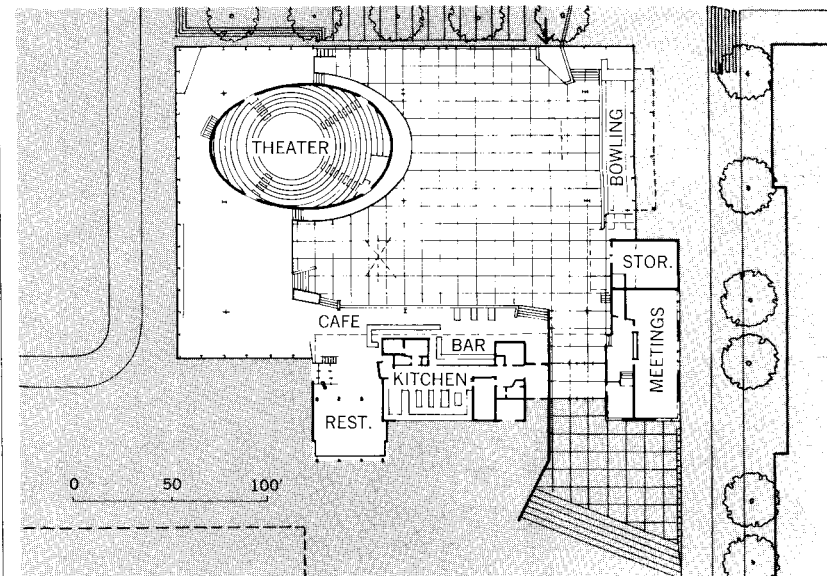 THEATER
BOWLING
STOR.
CAFE
BAR
MEETINGS
KITCHEN
REST.
0 50 100'